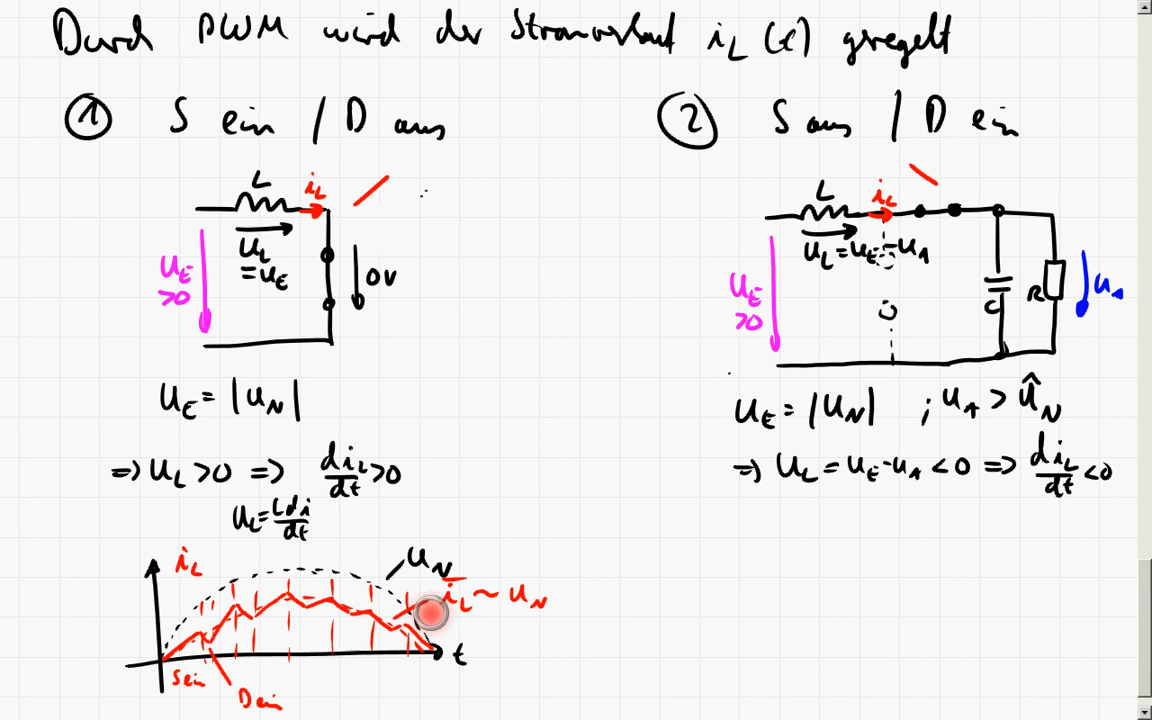 Durch PWM wird der Stromverlauf iL(t) geregelt
① S ein / D aus
L
iL
UL
=UE
UE
>0
0V
UE = |UN|
⇒ UL >0 ⇒ diL/dt >0
UL = L di/dt
iL
UN
iL ~ UN
t
S ein
D ein
② S aus / D ein
L
iL
UL=UE-UA
UE
>0
C
R
UA
UE = |UN| ; UA > ÛN
⇒ UL = UE-UA <0 ⇒ diL/dt <0